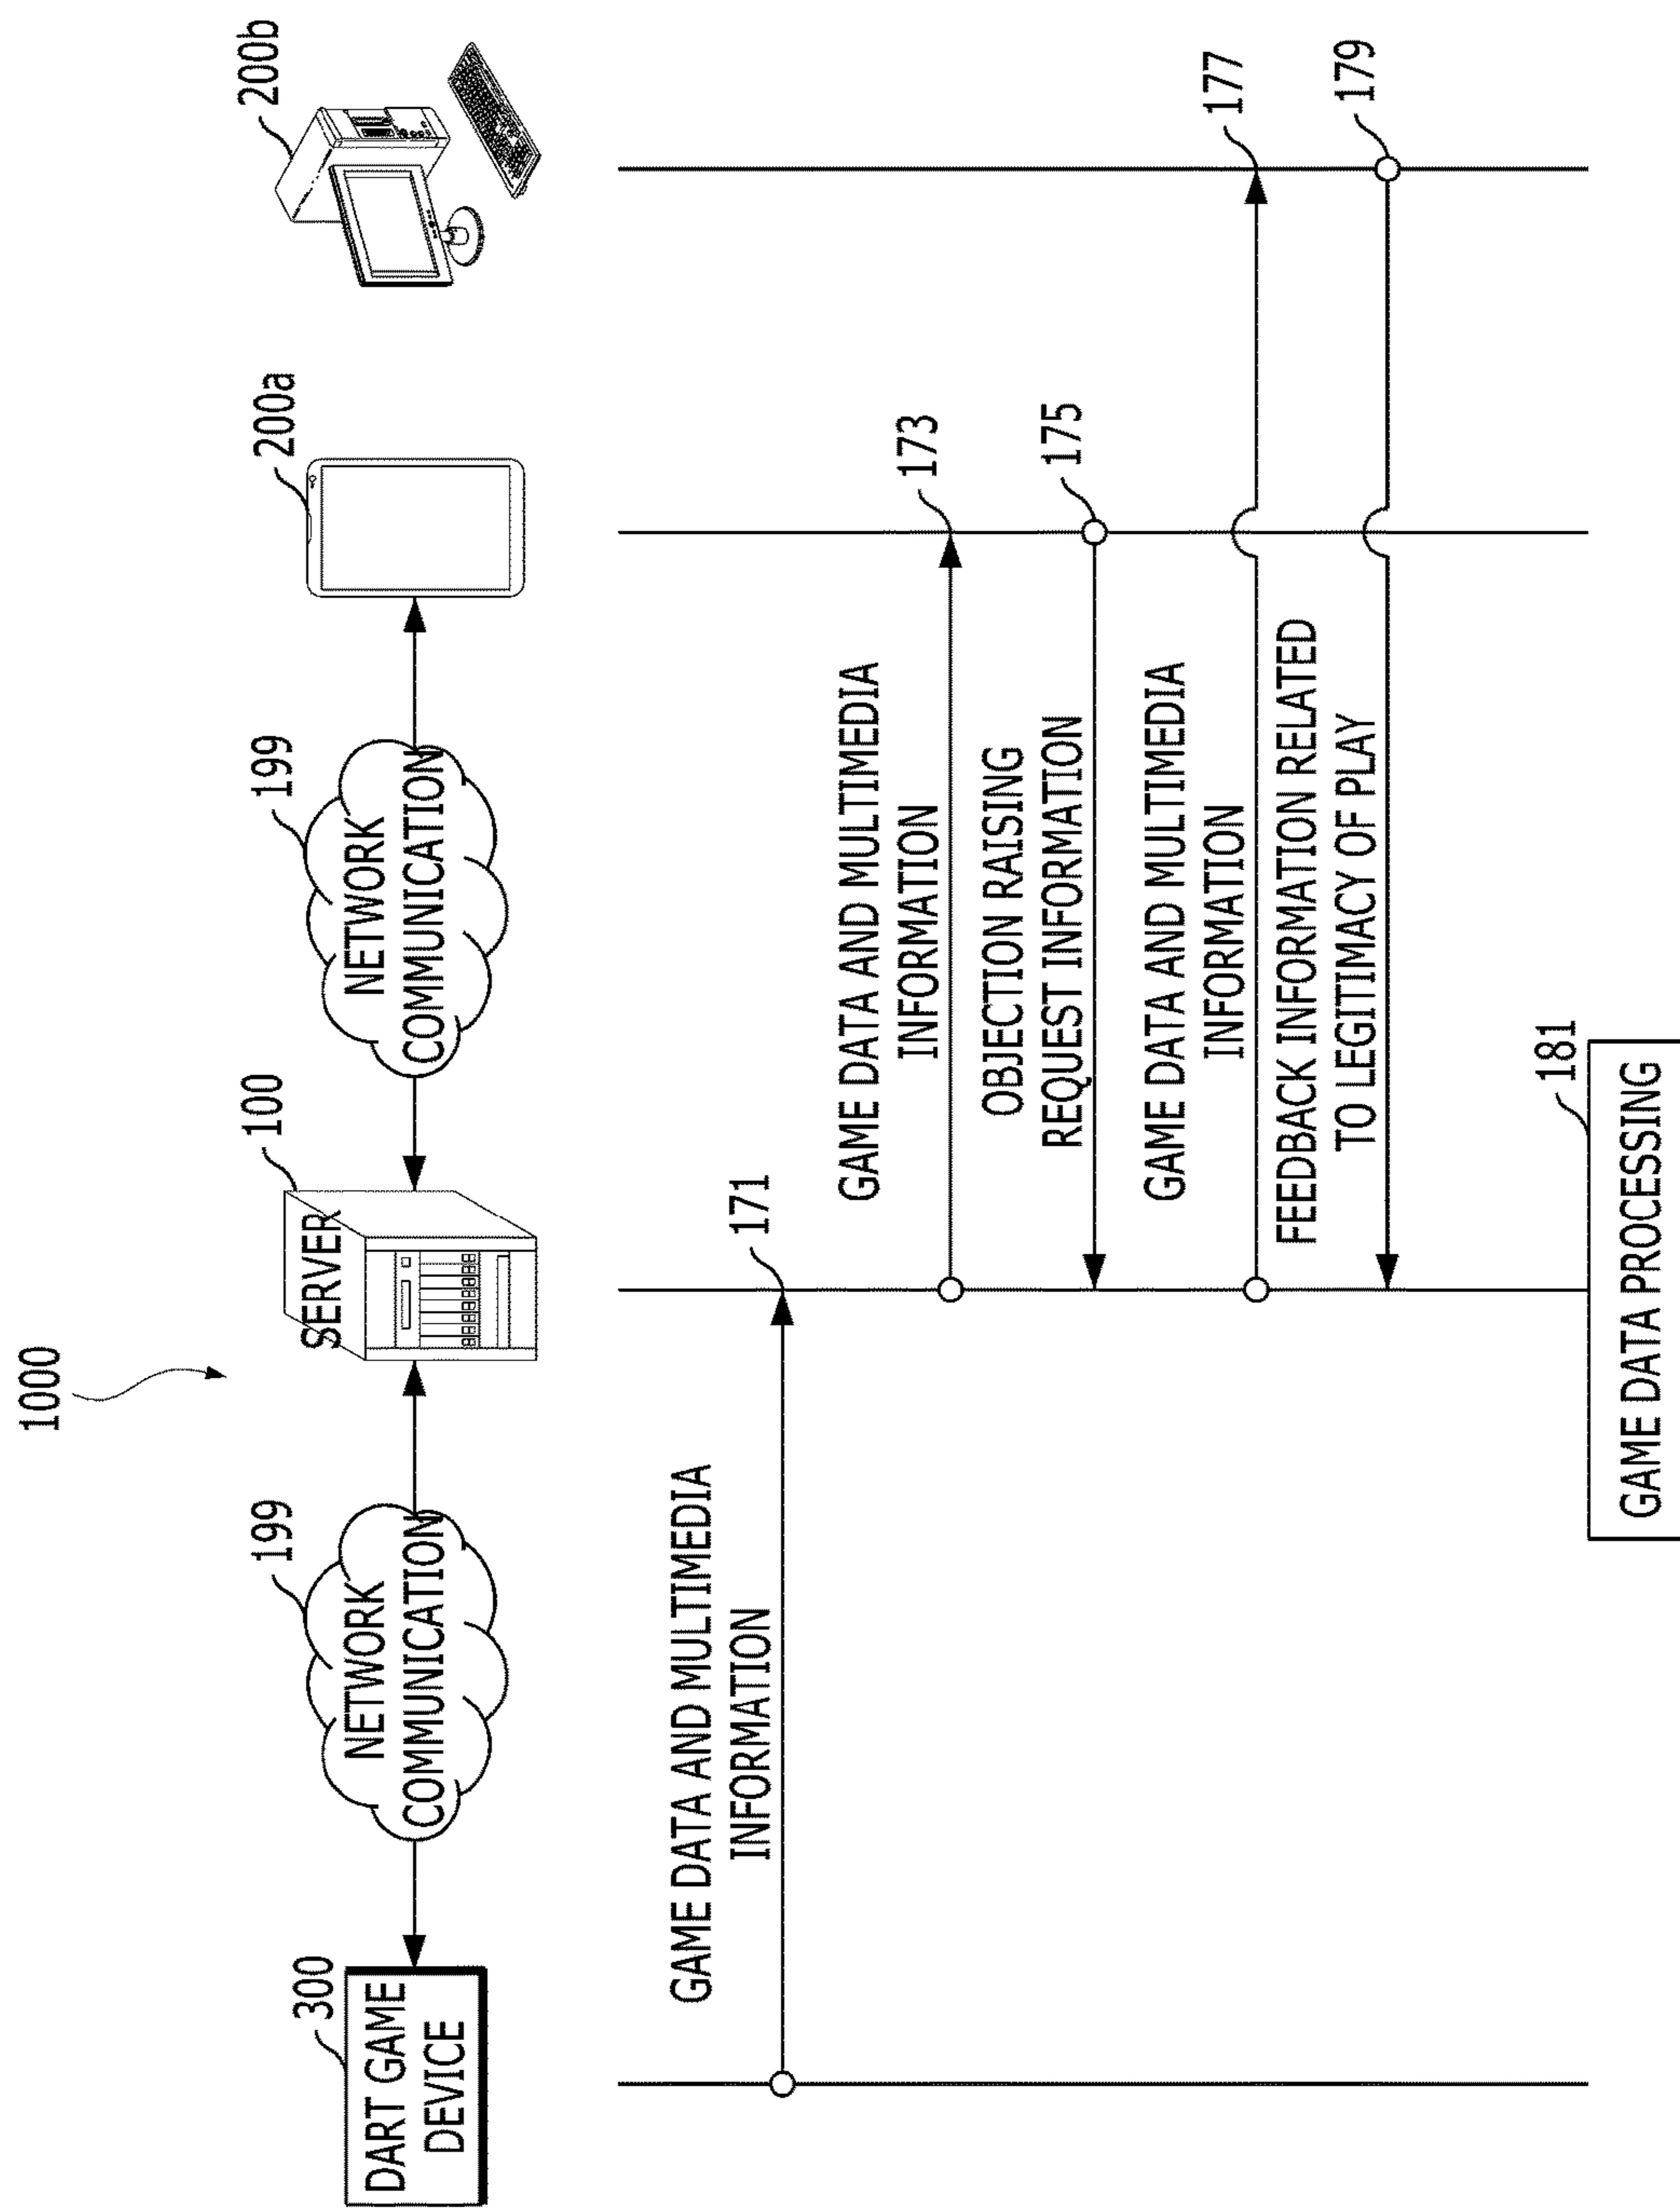 1000
DART GAME
DEVICE
300
NETWORK
COMMUNICATION
199
SERVER
100
NETWORK
COMMUNICATION
199
200a
200b
GAME DATA AND MULTIMEDIA
INFORMATION
171
GAME DATA AND MULTIMEDIA
INFORMATION
173
OBJECTION RAISING
REQUEST INFORMATION
175
GAME DATA AND MULTIMEDIA
INFORMATION
177
FEEDBACK INFORMATION RELATED
TO LEGITIMACY OF PLAY
179
GAME DATA PROCESSING
181